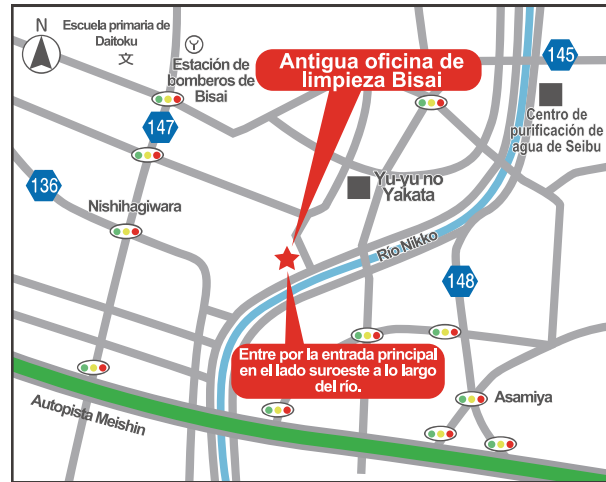 N
Escuela primaria de
Daitoku
文
Estación de
bomberos de
Bisai
Antigua oficina de
limpieza Bisai
145
Centro de
purificación de
agua de Seibu
147
136
Nishihagiwara
Yu-yu no
Yakata
Río Nikko
148
Entre por la entrada principal
en el lado suroeste a lo largo
del río.
Asamiya
Autopista Meishin